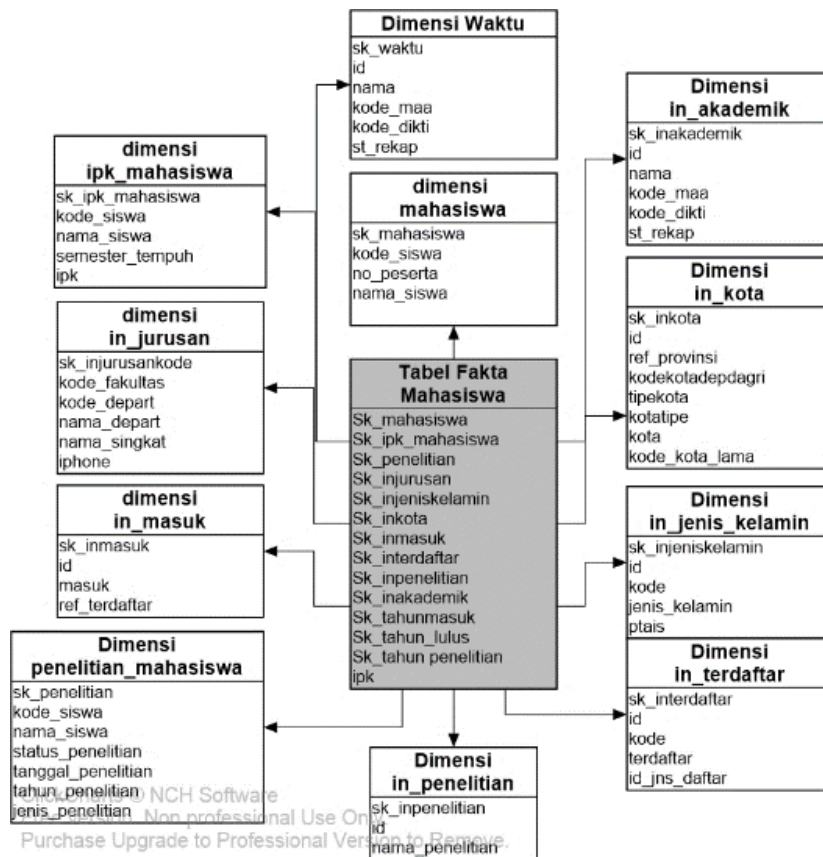 Dimensi Waktu
sk_waktu
id
nama
kode_maa
kode_dikti
st_rekap
Dimensi
in_akademik
sk_inakademik
id
nama
kode_maa
kode_dikti
st_rekap
dimensi
ipk_mahasiswa
sk_ipk_mahasiswa
kode_siswa
nama_siswa
semester_tempuh
ipk
dimensi
mahasiswa
sk_mahasiswa
kode_siswa
no_peserta
nama_siswa
Dimensi
in_kota
sk_inkota
id
ref_provinsi
kodekotadepdagri
tipekota
kotatipe
kota
kode_kota_lama
dimensi
in_jurusan
sk_injurusankode
kode_fakultas
kode_depart
nama_depart
nama_singkat
iphone
Tabel Fakta
Mahasiswa
Sk_mahasiswa
Sk_ipk_mahasiswa
Sk_penelitian
Sk_injurusan
Sk_injeniskelamin
Sk_inkota
Sk_inmasuk
Sk_interdaftar
Sk_inpenelitian
Sk_inakademik
Sk_tahunmasuk
Sk_tahun_lulus
Sk_tahun penelitian
ipk
dimensi
in_masuk
sk_inmasuk
id
masuk
ref_terdaftar
Dimensi
in_jenis_kelamin
sk_injeniskelamin
id
kode
jenis_kelamin
ptais
Dimensi
penelitian_mahasiswa
sk_penelitian
kode_siswa
nama_siswa
status_penelitian
tanggal_penelitian
tahun_penelitian
jenis_penelitian
Dimensi
in_terdaftar
sk_interdaftar
id
kode
terdaftar
id_jns_daftar
Dimensi
in_penelitian
sk_inpenelitian
id
nama_penelitian
ClickCharts © NCH Software
Free version. Non professional Use Only.
Purchase Upgrade to Professional Version to Remove.